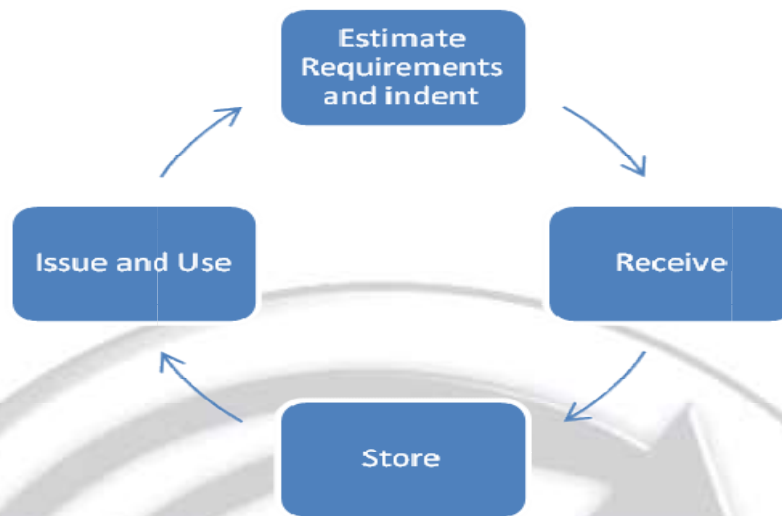 Estimate
Requirements
and indent
Issue and Use
Receive
Store